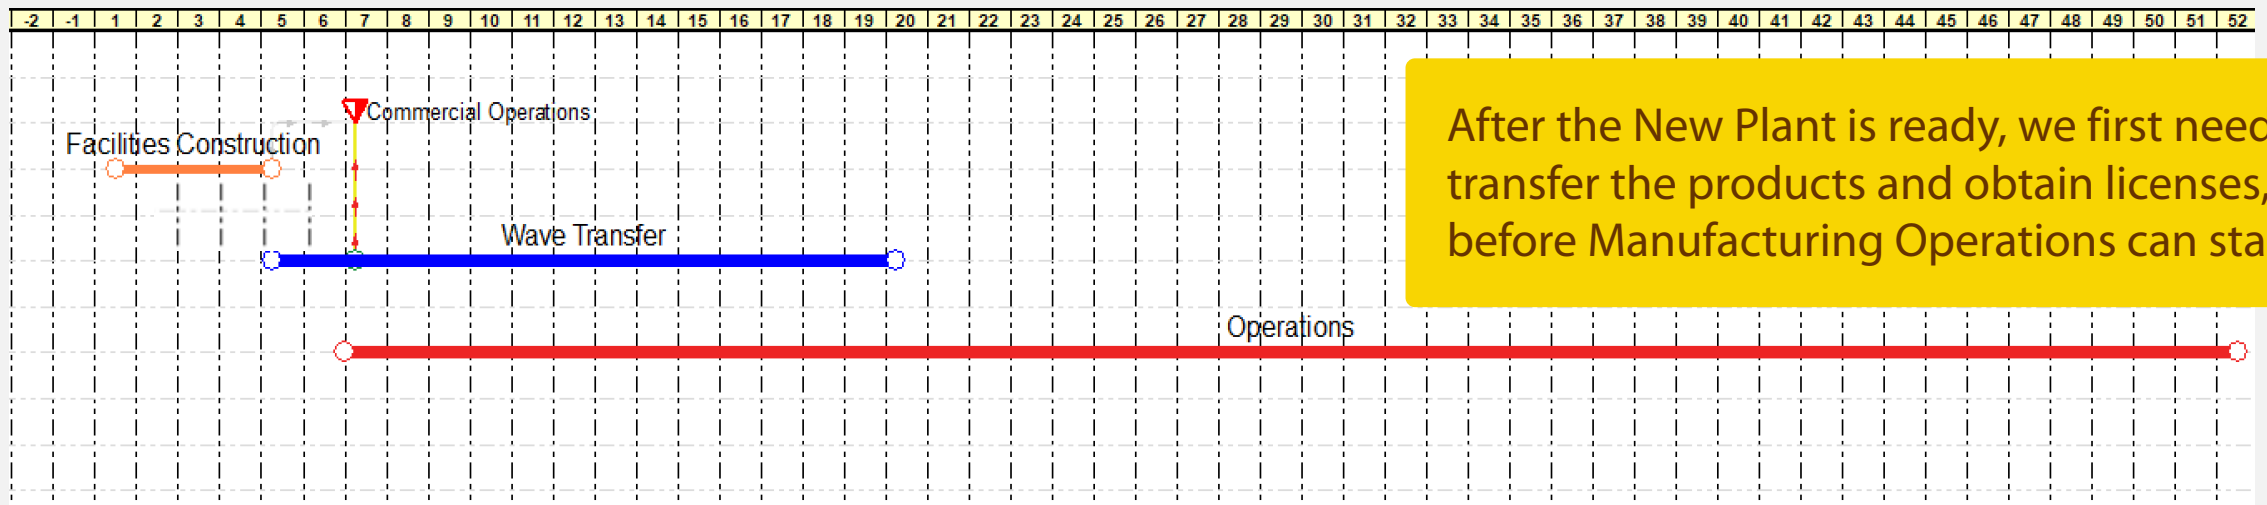 -2 -1 1 2 3 4 5 6 7 8 9 10 11 12 13 14 15 16 17 18 19 20 21 22 23 24 25 26 27 28 29 30 31 32 33 34 35 36 37 38 39 40 41 42 43 44 45 46 47 48 49 50 51 52
Commercial Operations
Facilities Construction
After the New Plant is ready, we first need
transfer the products and obtain licenses,
before Manufacturing Operations can sta
Wave Transfer
Operations